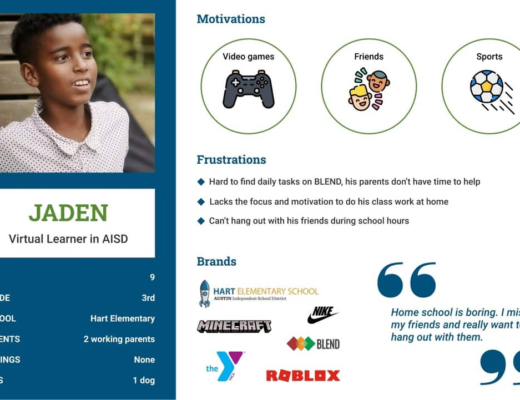 JADEN
Virtual Learner in AISD
9
DE 3rd
OOL Hart Elementary
ENTS 2 working parents
INGS None
S 1 dog
Motivations
Video games
Friends
Sports
Frustrations
Hard to find daily tasks on BLEND, his parents don't have time to help
Lacks the focus and motivation to do his class work at home
Can't hang out with his friends during school hours
Brands
HART ELEMENTARY SCHOOL
AUSTIN Independent School District
MINECRAFT
NIKE
BLEND
the Y
ROBLOX
“
Home school is boring. I mis
my friends and really want to
hang out with them.
”